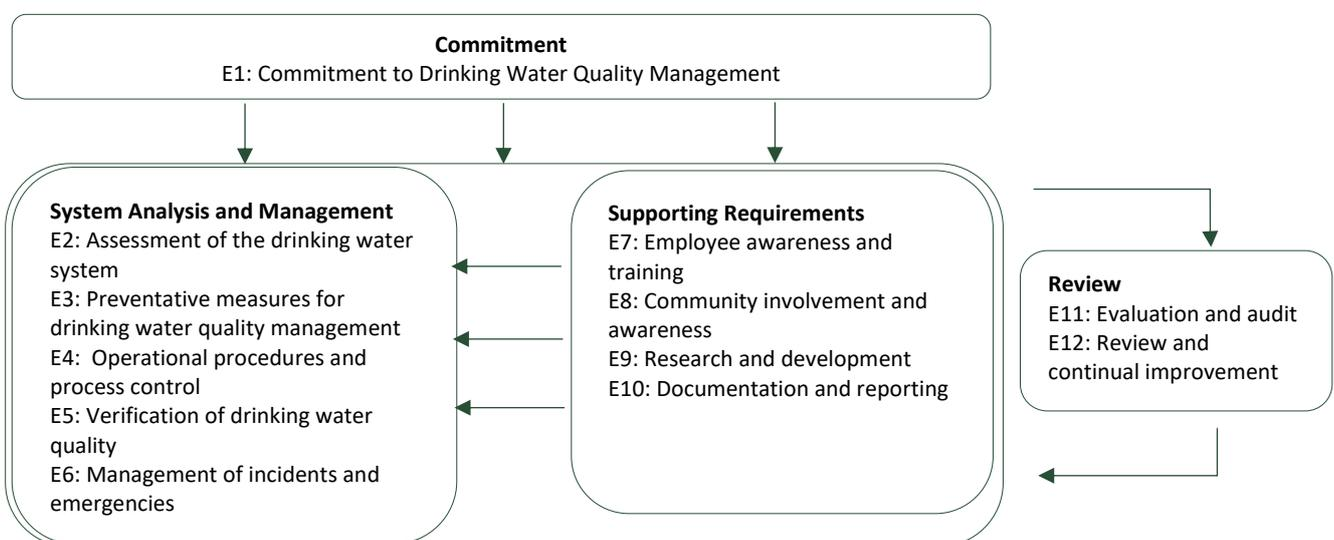 Commitment
E1: Commitment to Drinking Water Quality Management
System Analysis and Management
E2: Assessment of the drinking water
system
E3: Preventative measures for
drinking water quality management
E4:  Operational procedures and
process control
E5: Verification of drinking water
quality
E6: Management of incidents and
emergencies
Supporting Requirements
E7: Employee awareness and
training
E8: Community involvement and
awareness
E9: Research and development
E10: Documentation and reporting
Review
E11: Evaluation and audit
E12: Review and
continual improvement